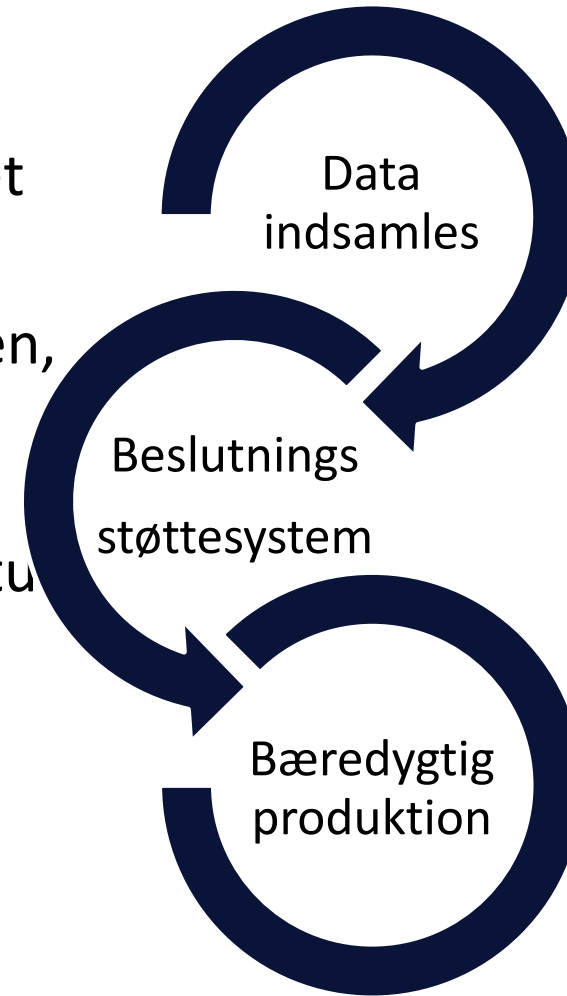 Data
indsamles
Beslutnings
støttesystem
Bæredygtig
produktion